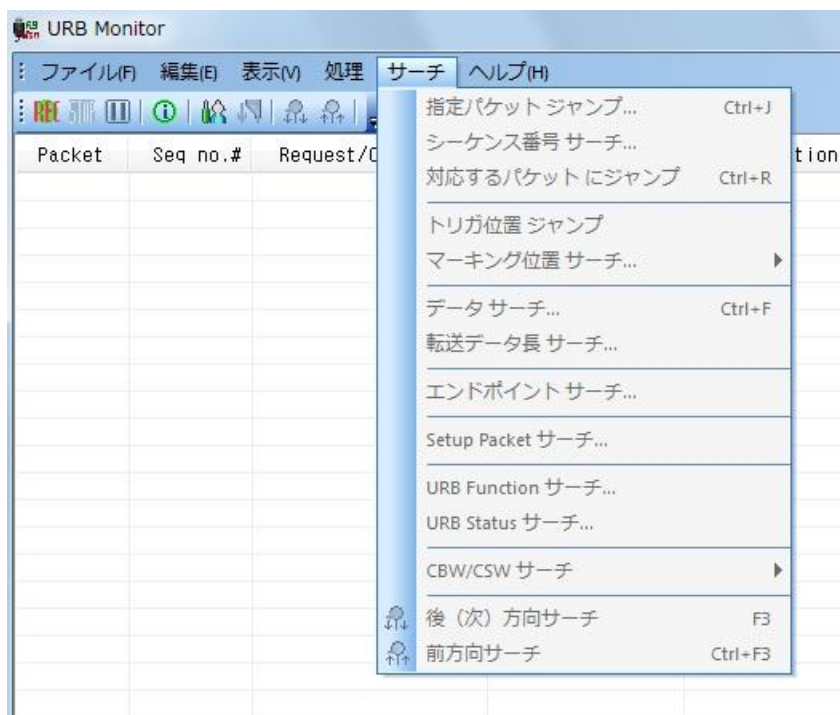 URB Monitor
ファイル(F) 編集(E) 表示(V) 処理 サーチ ヘルプ(H)
REC
Packet Seq no.# Request/C tion
指定パケット ジャンプ... Ctrl+J
シーケンス番号 サーチ...
対応するパケット にジャンプ Ctrl+R
トリガ位置 ジャンプ
マーキング位置 サーチ...
データ サーチ... Ctrl+F
転送データ長 サーチ...
エンドポイント サーチ...
Setup Packet サーチ...
URB Function サーチ...
URB Status サーチ...
CBW/CSW サーチ
後（次）方向サーチ F3
前方向サーチ Ctrl+F3